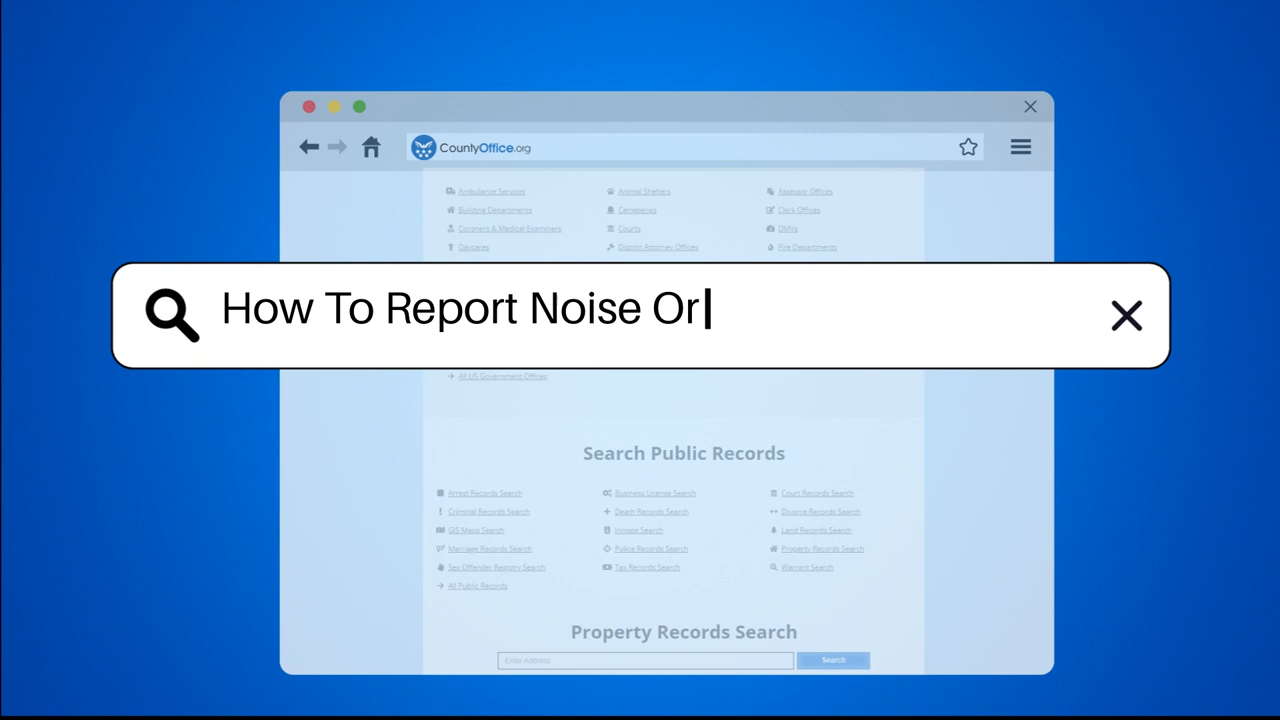 CountyOffice.org
Ambulance Services
Animal Shelters
Assessor Offices
Building Departments
Cemeteries
Clerk Offices
Coroners & Medical Examiners
Courts
DMVs
Daycares
District Attorney Offices
Fire Departments
How To Report Noise Or
All US Government Offices
Search Public Records
Arrest Records Search
Business License Search
Court Records Search
Criminal Records Search
Death Records Search
Divorce Records Search
GIS Maps Search
Inmate Search
Land Records Search
Marriage Records Search
Police Records Search
Property Records Search
Sex Offender Registry Search
Tax Records Search
Warrant Search
All Public Records
Property Records Search
Enter Address
Search